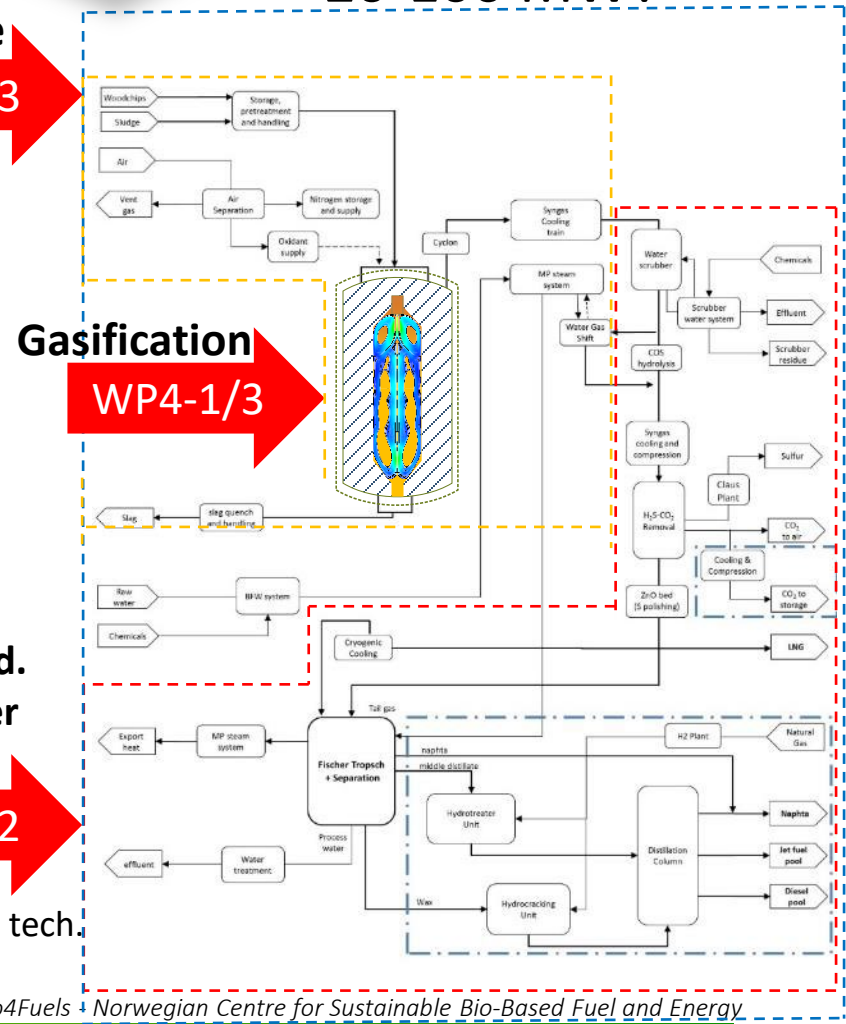 Woodchips
Sludge
Storage,
pretreatment
and handling
Air
Vent
gas
Air
Separation
Nitrogen storage
and supply
Oxidant
supply
Cyclon
Syngas
Cooling
train
MP steam
system
Water Gas
Shift
Water
scrubber
Chemicals
Scrubber
water system
Effluent
Scrubber
residue
COS
hydrolysis
Gasification
WP4-1/3
Syngas
cooling and
compression
Sulfur
Claus
Plant
H₂S-CO₂
Removal
CO₂
to air
Cooling &
Compression
CO₂ to
storage
ZnO bed
(S polishing)
Slag
slag quench
and handling
Raw
water
BFW system
Chemicals
Cryogenic
Cooling
LNG
Tail gas
Export
heat
MP steam
system
Fischer Tropsch
+ Separation
naphta
middle distillate
H2 Plant
Natural
Gas
Hydrotreater
Unit
Distillation
Column
Naphta
Jet fuel
pool
Diesel
pool
Process
water
effluent
Water
treatment
Wax
Hydrocracking
Unit
tech.
4Fuels - Norwegian Centre for Sustainable Bio-Based Fuel and Energy